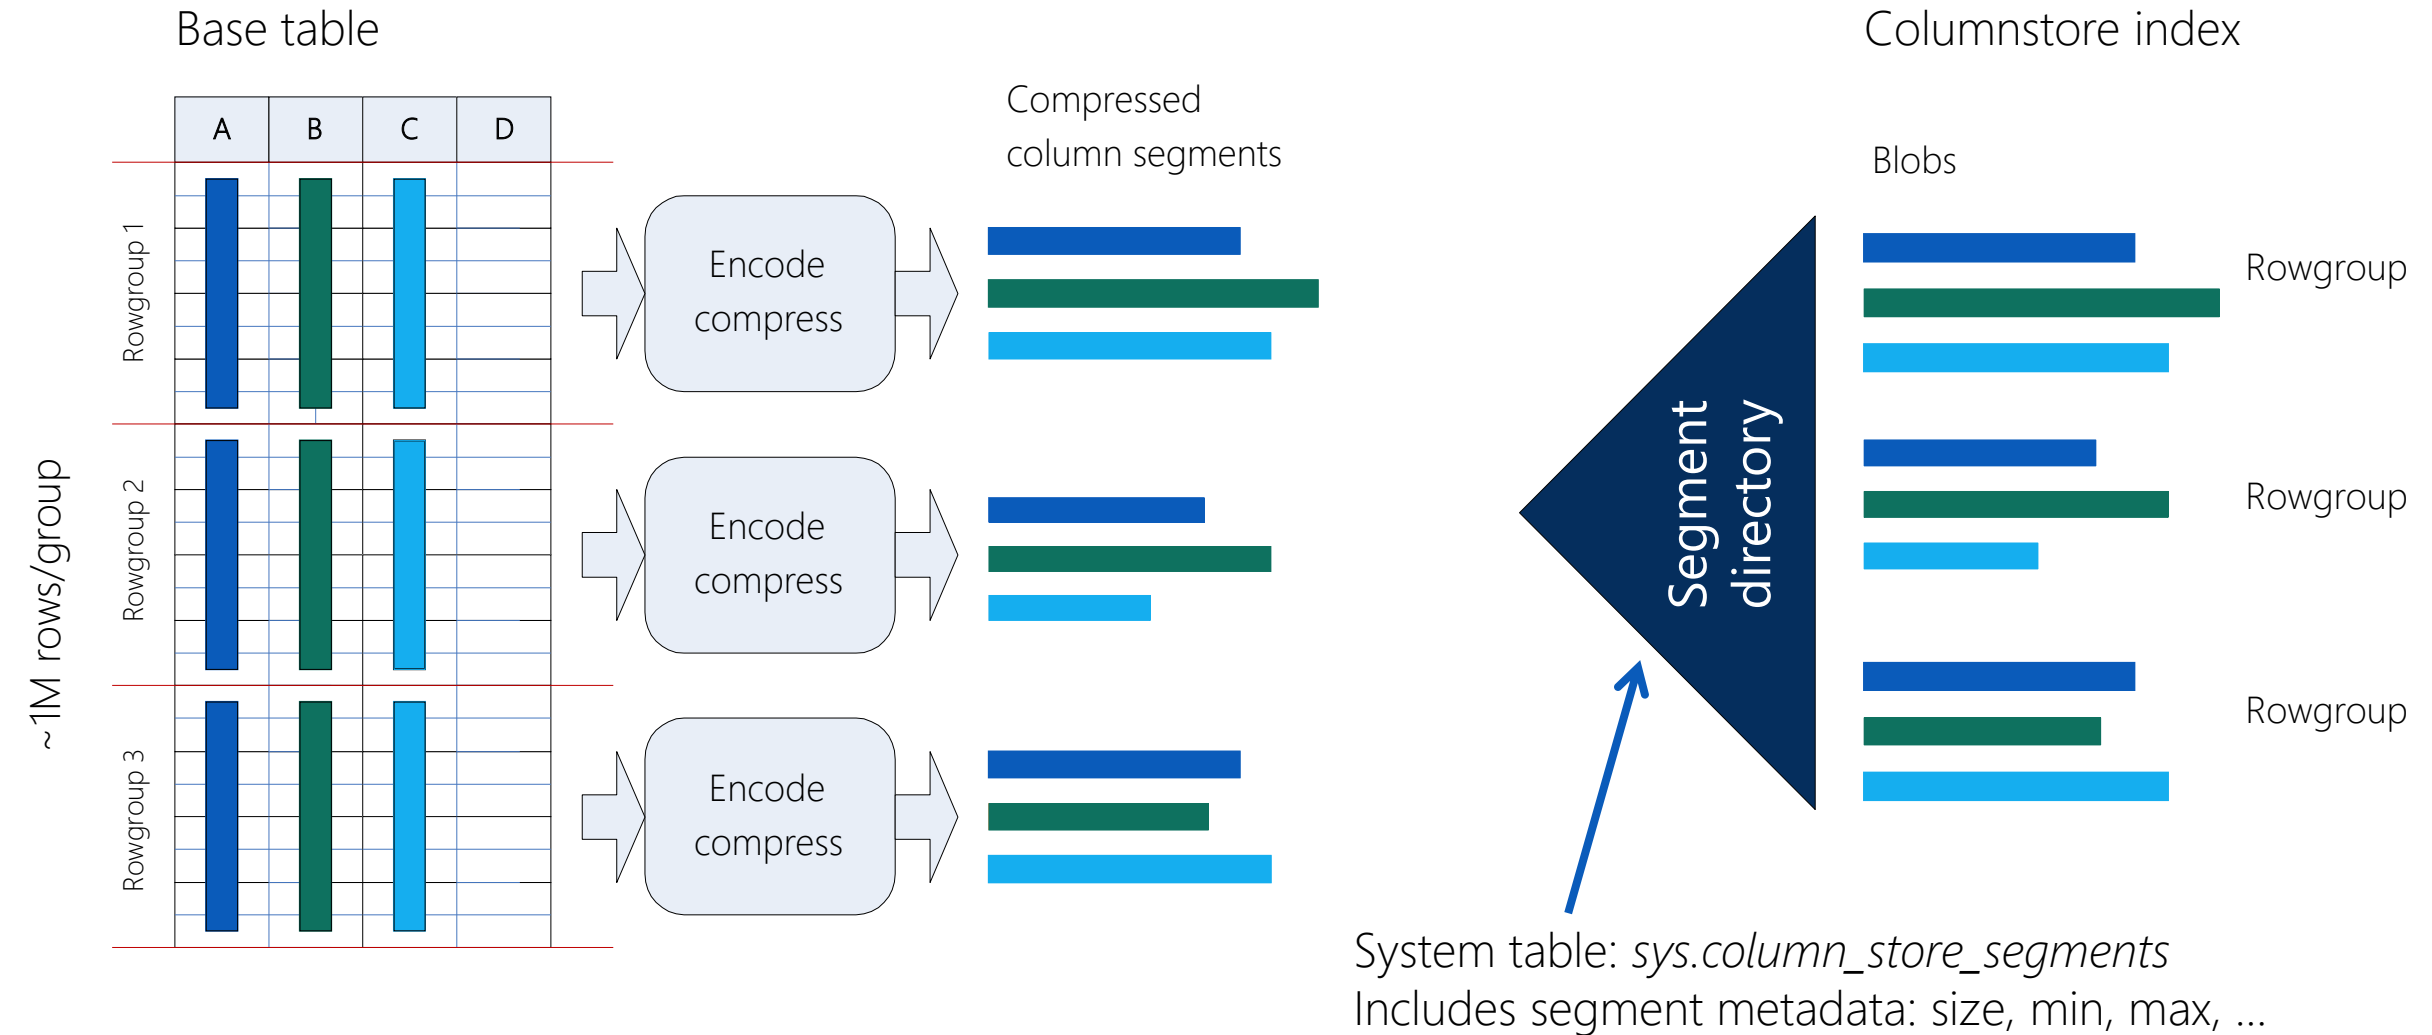 Base table
Columnstore index
Compressed
column segments
Blobs
A
B
C
D
~1M rows/group
Rowgroup 1
Encode
compress
Rowgroup
Rowgroup 2
Encode
compress
Segment
directory
Rowgroup
Rowgroup 3
Encode
compress
Rowgroup
System table: sys.column_store_segments
Includes segment metadata: size, min, max, ...